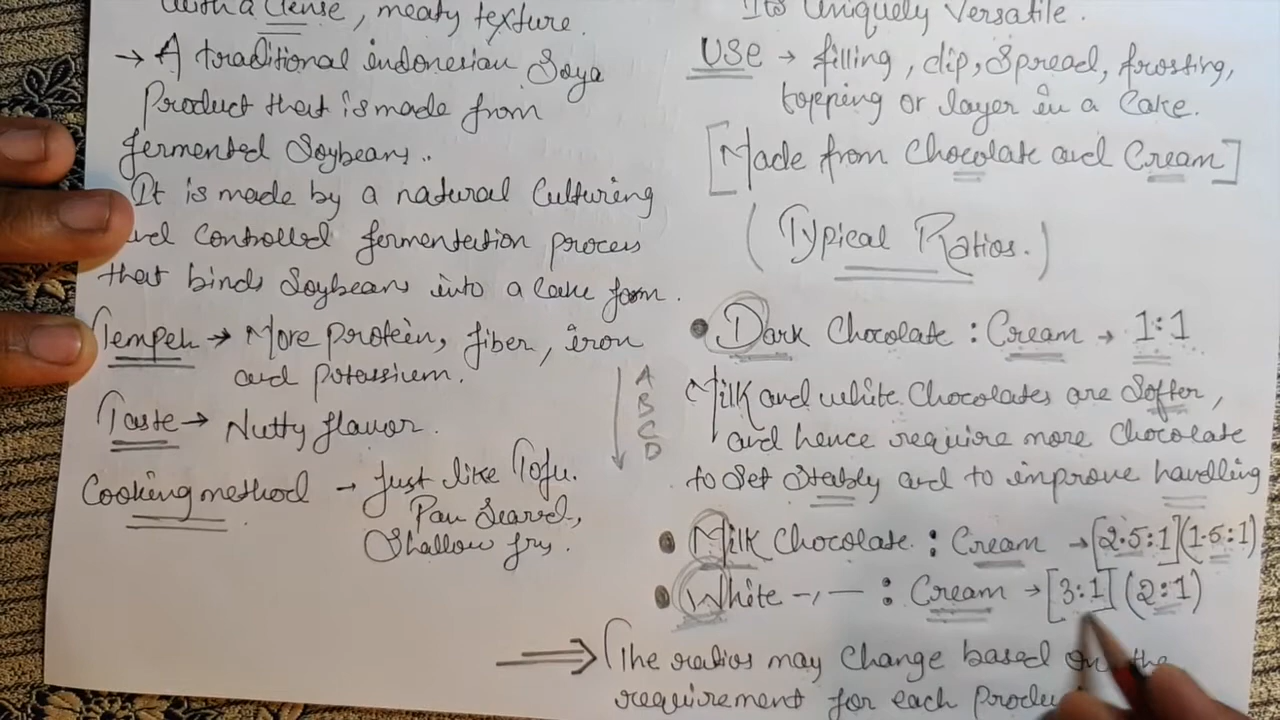 with a dense, meaty texture.
→ A traditional indonesian Soya
Product that is made from
fermented Soybeans..
It is made by a natural Culturing
and Controlled fermentation process
that binds Soybeans into a Cake form.
Tempeh → More protein, fiber, iron
and potassium.
Taste → Nutty flavor.
Cooking method → Just like Tofu.
Pan Seared,
Shallow fry.
A
B
C
D
Its Uniquely Versatile.
USE → filling, dip, Spread, frosting,
topping or layer in a Cake.
[Made from Chocolate and Cream]
(Typical Ratios.)
• Dark Chocolate : Cream → 1:1
Milk and white Chocolates are Softer,
and hence require more Chocolate
to Set Stably and to improve handling
• Milk Chocolate : Cream → [2.5:1] (1.5:1)
• White -,,- : Cream → [3:1] (2:1)
⇒ The ratios may Change based on the
requirement for each